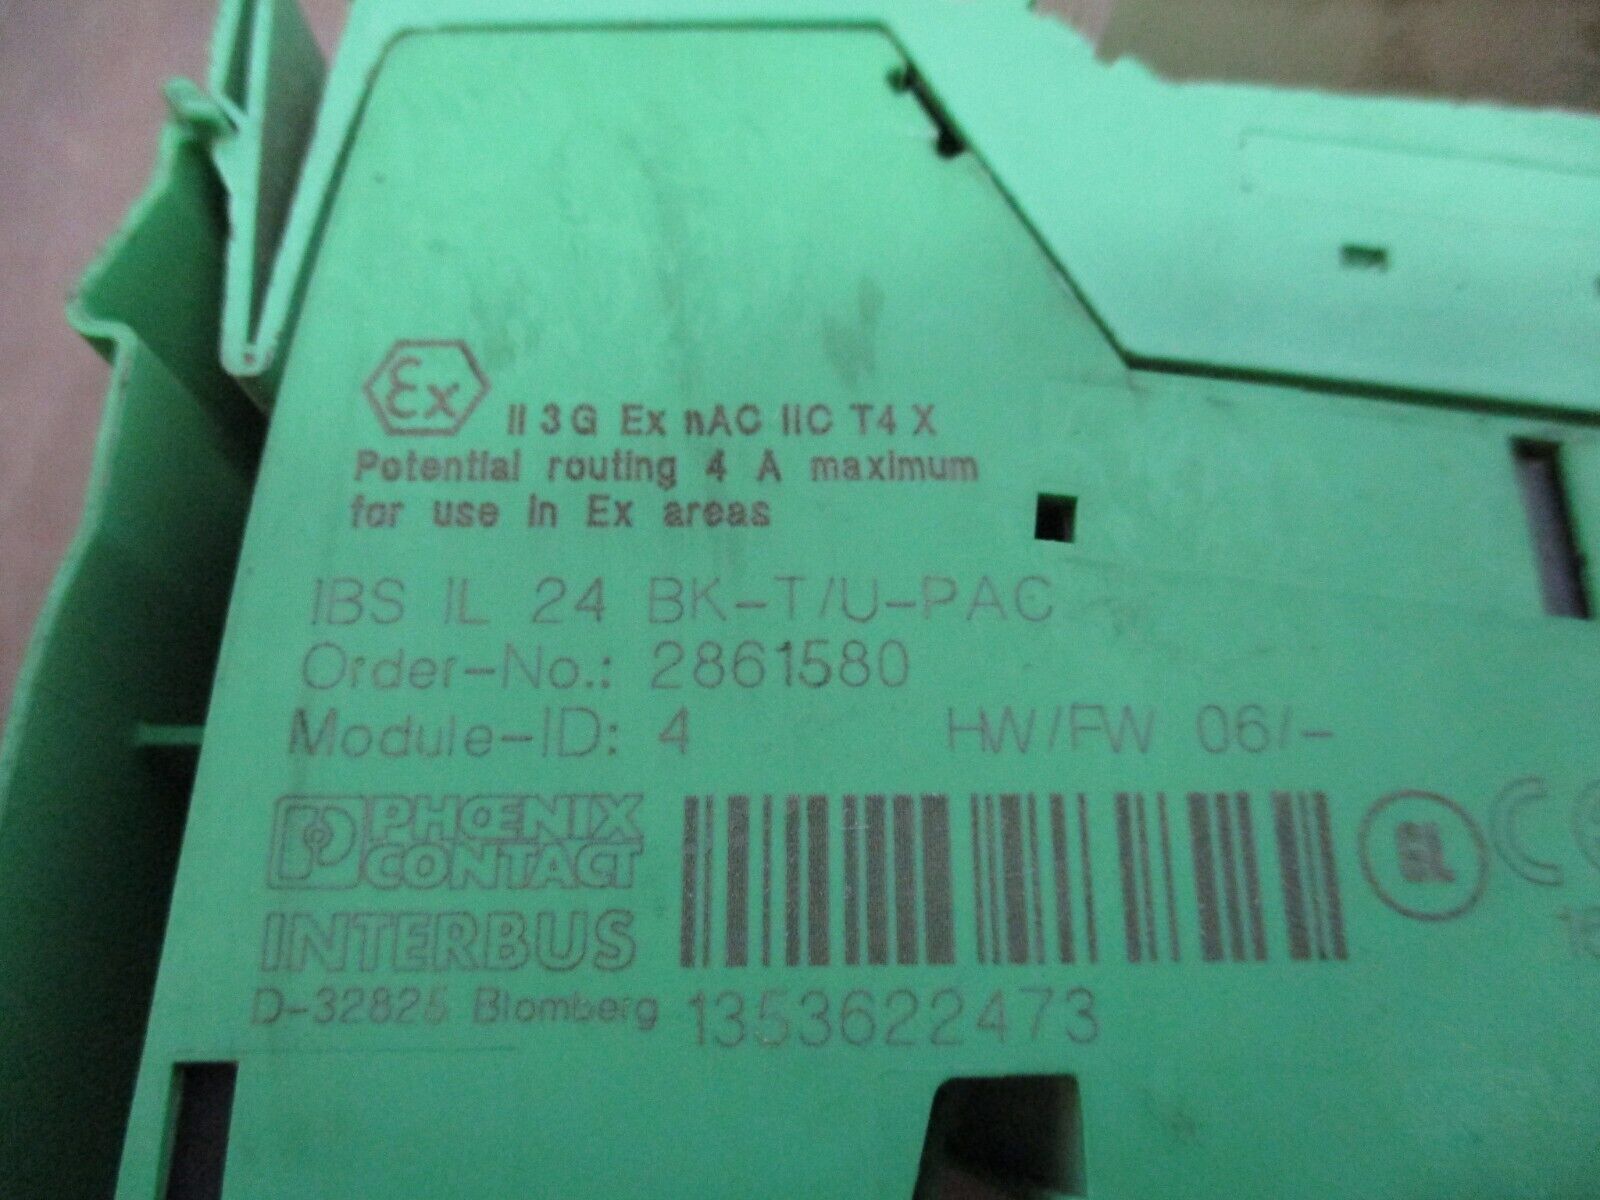 Ex II 3 G Ex nAC IIC T4 X
Potential routing 4 A maximum
for use in Ex areas
IBS IL 24 BK-T/U-PAC
Order-No.: 2861580
Module-ID: 4 HW/FW 06/-
PHŒNIX
CONTACT
INTERBUS
D-32825 Blomberg 1353622473